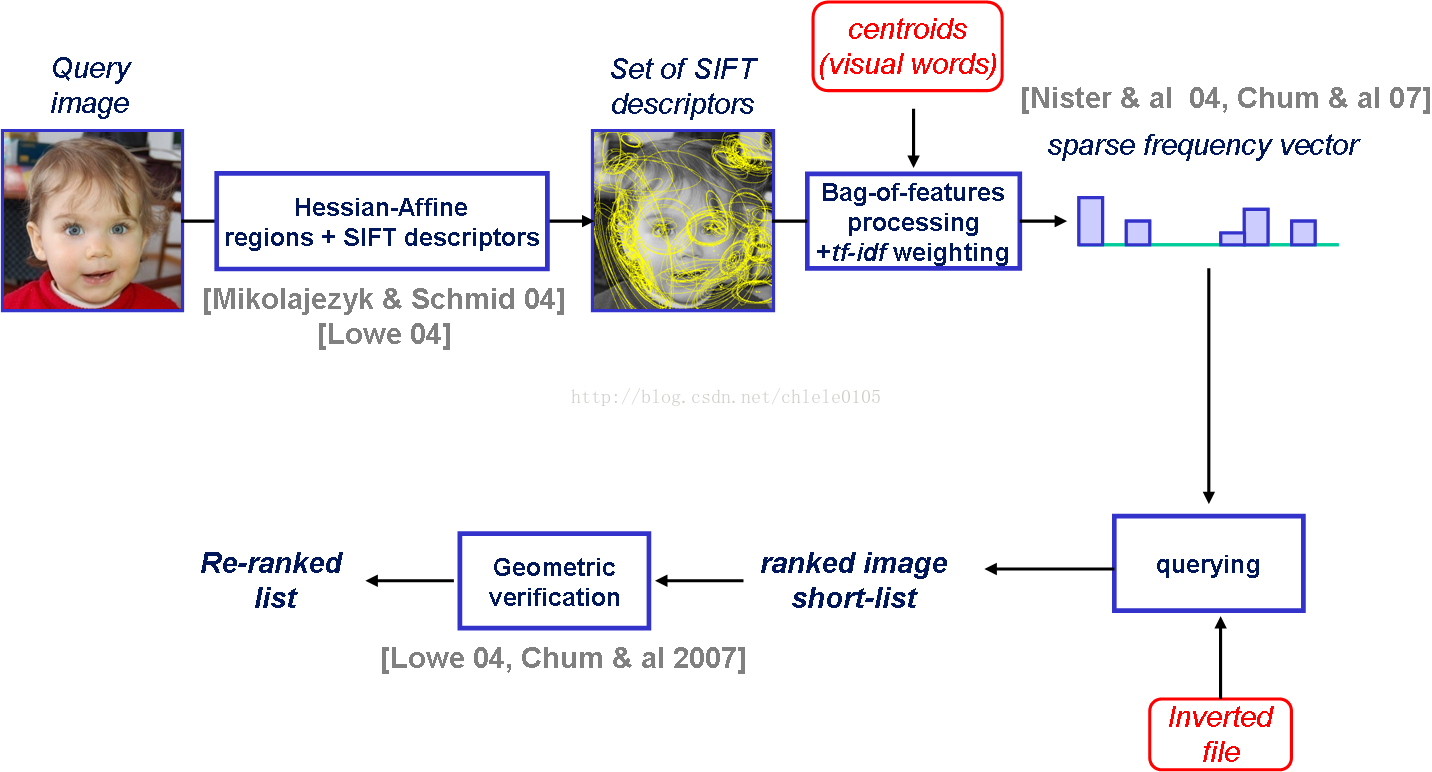 Query
image
Set of SIFT
descriptors
centroids
(visual words)
[Nister & al 04, Chum & al 07]
sparse frequency vector
Hessian-Affine
regions + SIFT descriptors
Bag-of-features
processing
+tf-idf weighting
[Mikolajezyk & Schmid 04]
[Lowe 04]
http://blog.csdn.net/chlele0105
querying
ranked image
short-list
Geometric
verification
Re-ranked
list
[Lowe 04, Chum & al 2007]
Inverted
file